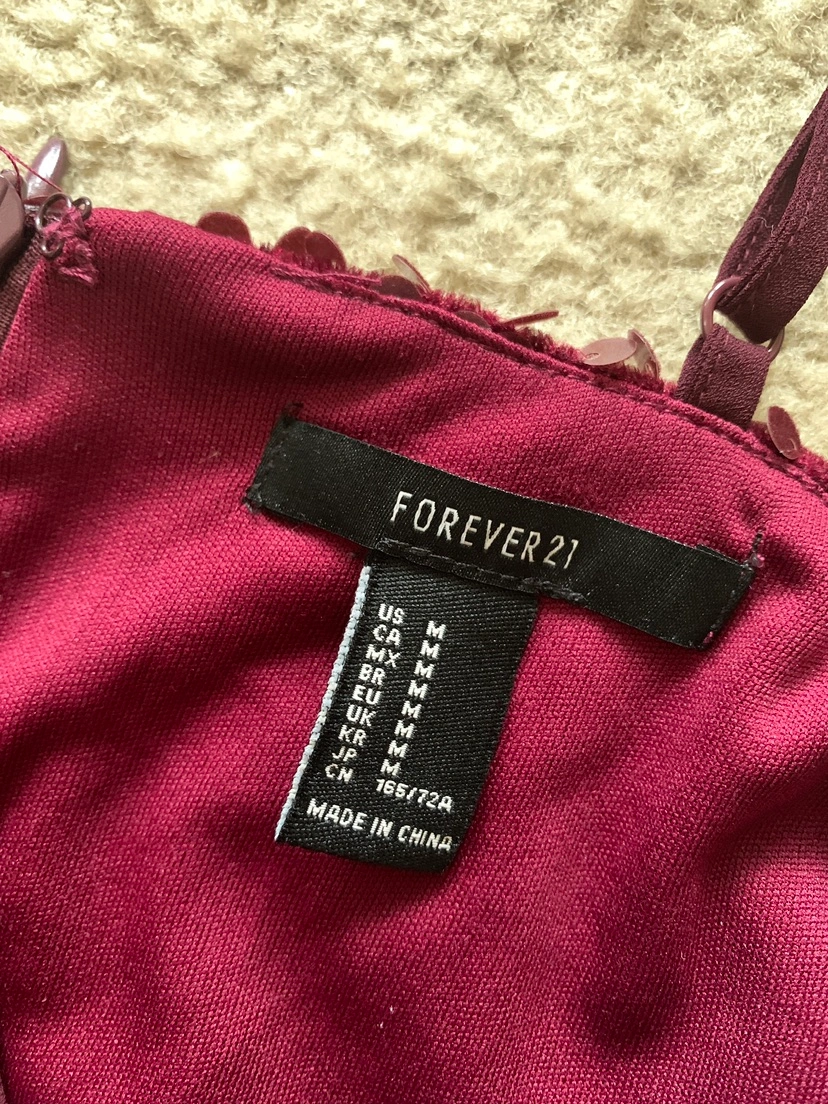 FOREVER 21
US M
CA M
MX M
BR M
EU M
UK M
KR M
JP M
CN 165/72A
MADE IN CHINA